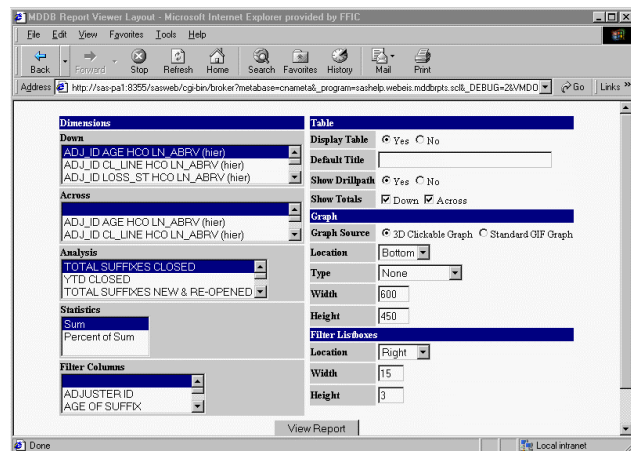 MDDB Report Viewer Layout - Microsoft Internet Explorer provided by FFIC
File Edit View Favorites Tools Help
Back Forward Stop Refresh Home Search Favorites History Mail Print
Address http://sas-pa1:8355/sasweb/cgi-bin/broker?metabase=cnameta&_program=sashelp.webeis.mddbrpts.scl&_DEBUG=2&VMDO Go Links »
Dimensions
Down
ADJ_ID AGE HCO LN_ABRV (hier)
ADJ_ID CL_LINE HCO LN_ABRV (hier)
ADJ_ID LOSS_ST HCO LN_ABRV (hier)
Across
ADJ_ID AGE HCO LN_ABRV (hier)
ADJ_ID CL_LINE HCO LN_ABRV (hier)
Analysis
TOTAL SUFFIXES CLOSED
YTD CLOSED
TOTAL SUFFIXES NEW & RE-OPENED
Statistics
Sum
Percent of Sum
Filter Columns
ADJUSTER ID
AGE OF SUFFIX
Table
Display Table Yes No
Default Title
Show Drillpath Yes No
Show Totals Down Across
Graph
Graph Source 3D Clickable Graph Standard GIF Graph
Location Bottom
Type None
Width 600
Height 450
Filter Listboxes
Location Right
Width 15
Height 3
View Report
Done Local intranet